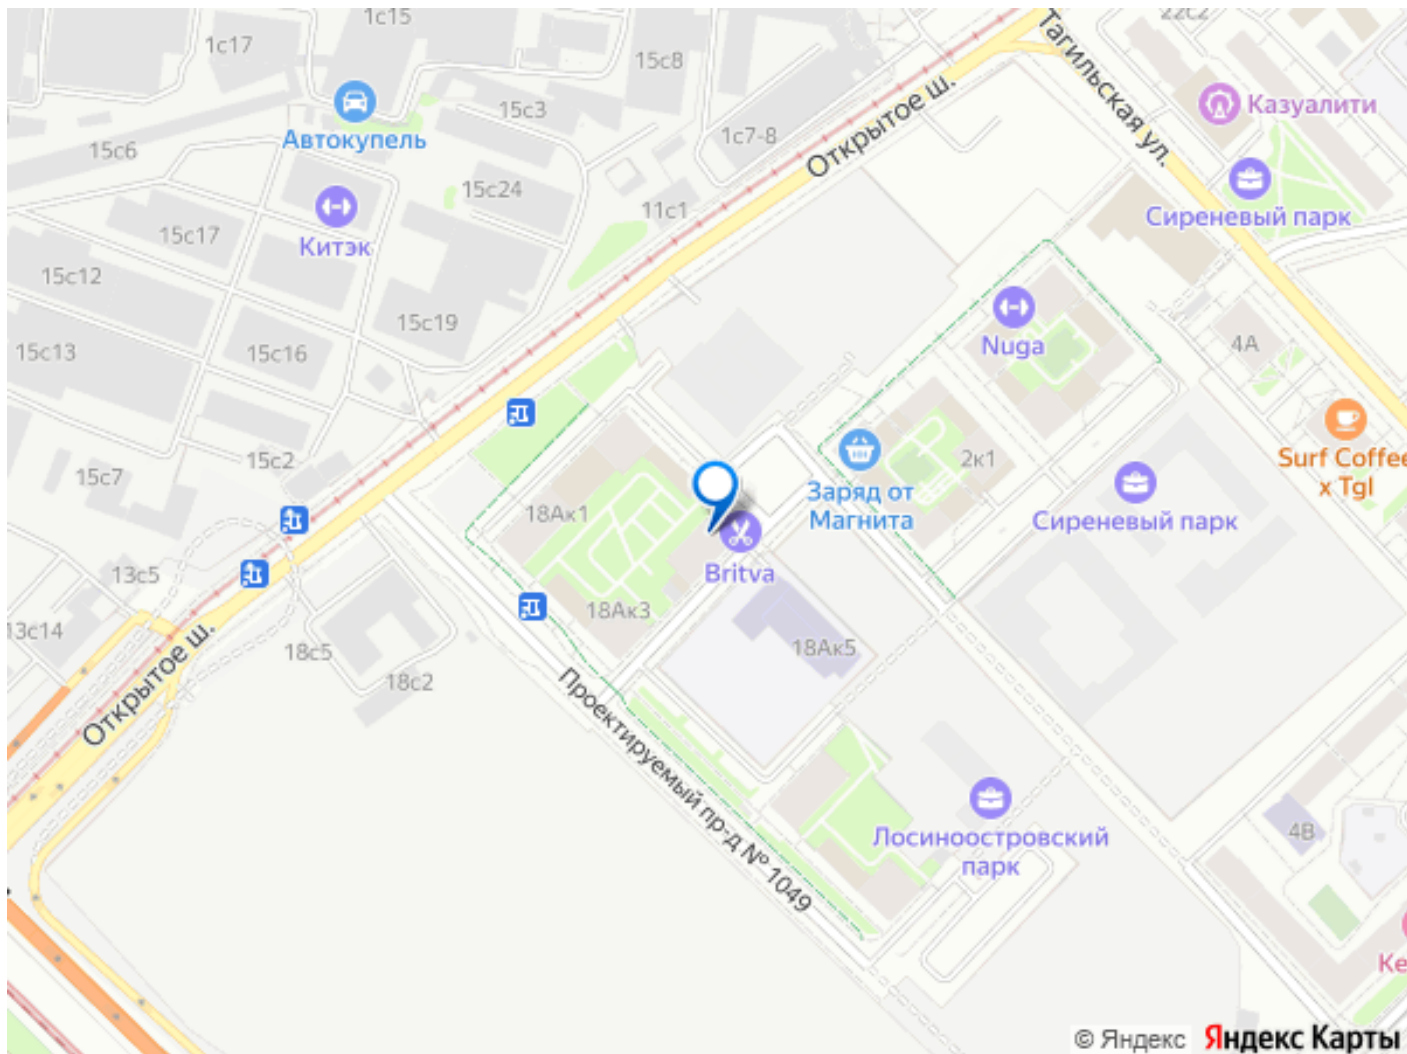 1с15
22с2
1с17
15с8
Тагильская ул.
Открытое ш.
Казуалити
15с3
Автокупель
1с7-8
15с6
15с24
Сиреневый парк
11с1
15с17
Китэк
15с12
15с19
Nuga
4А
15с13
15с16
15с2
2к1
Surf Coffee
x Tgl
15с7
Заряд от
Магнита
18Ак1
Сиреневый парк
13с5
Britva
18Ак3
13с14
18с5
18Ак5
18с2
Открытое ш.
Проектируемый пр-д № 1049
Лосиноостровский
парк
4В
Ке
© Яндекс Яндекс Карты